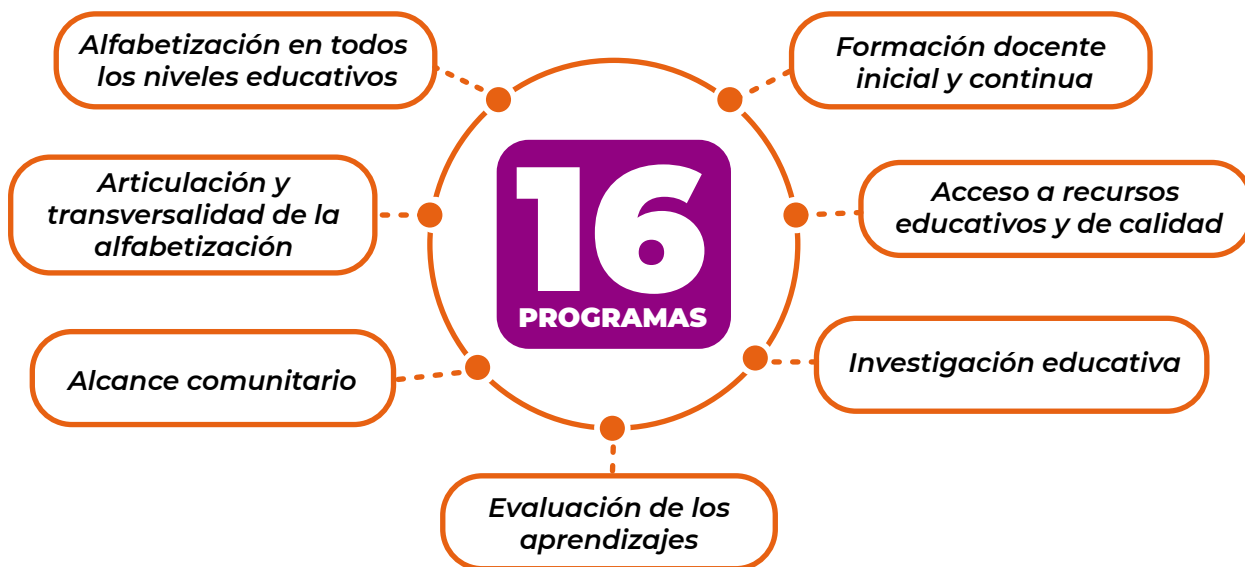 Alfabetización en todos
los niveles educativos
Formación docente
inicial y continua
Articulación y
transversalidad de la
alfabetización
16
PROGRAMAS
Acceso a recursos
educativos y de calidad
Alcance comunitario
Investigación educativa
Evaluación de los
aprendizajes